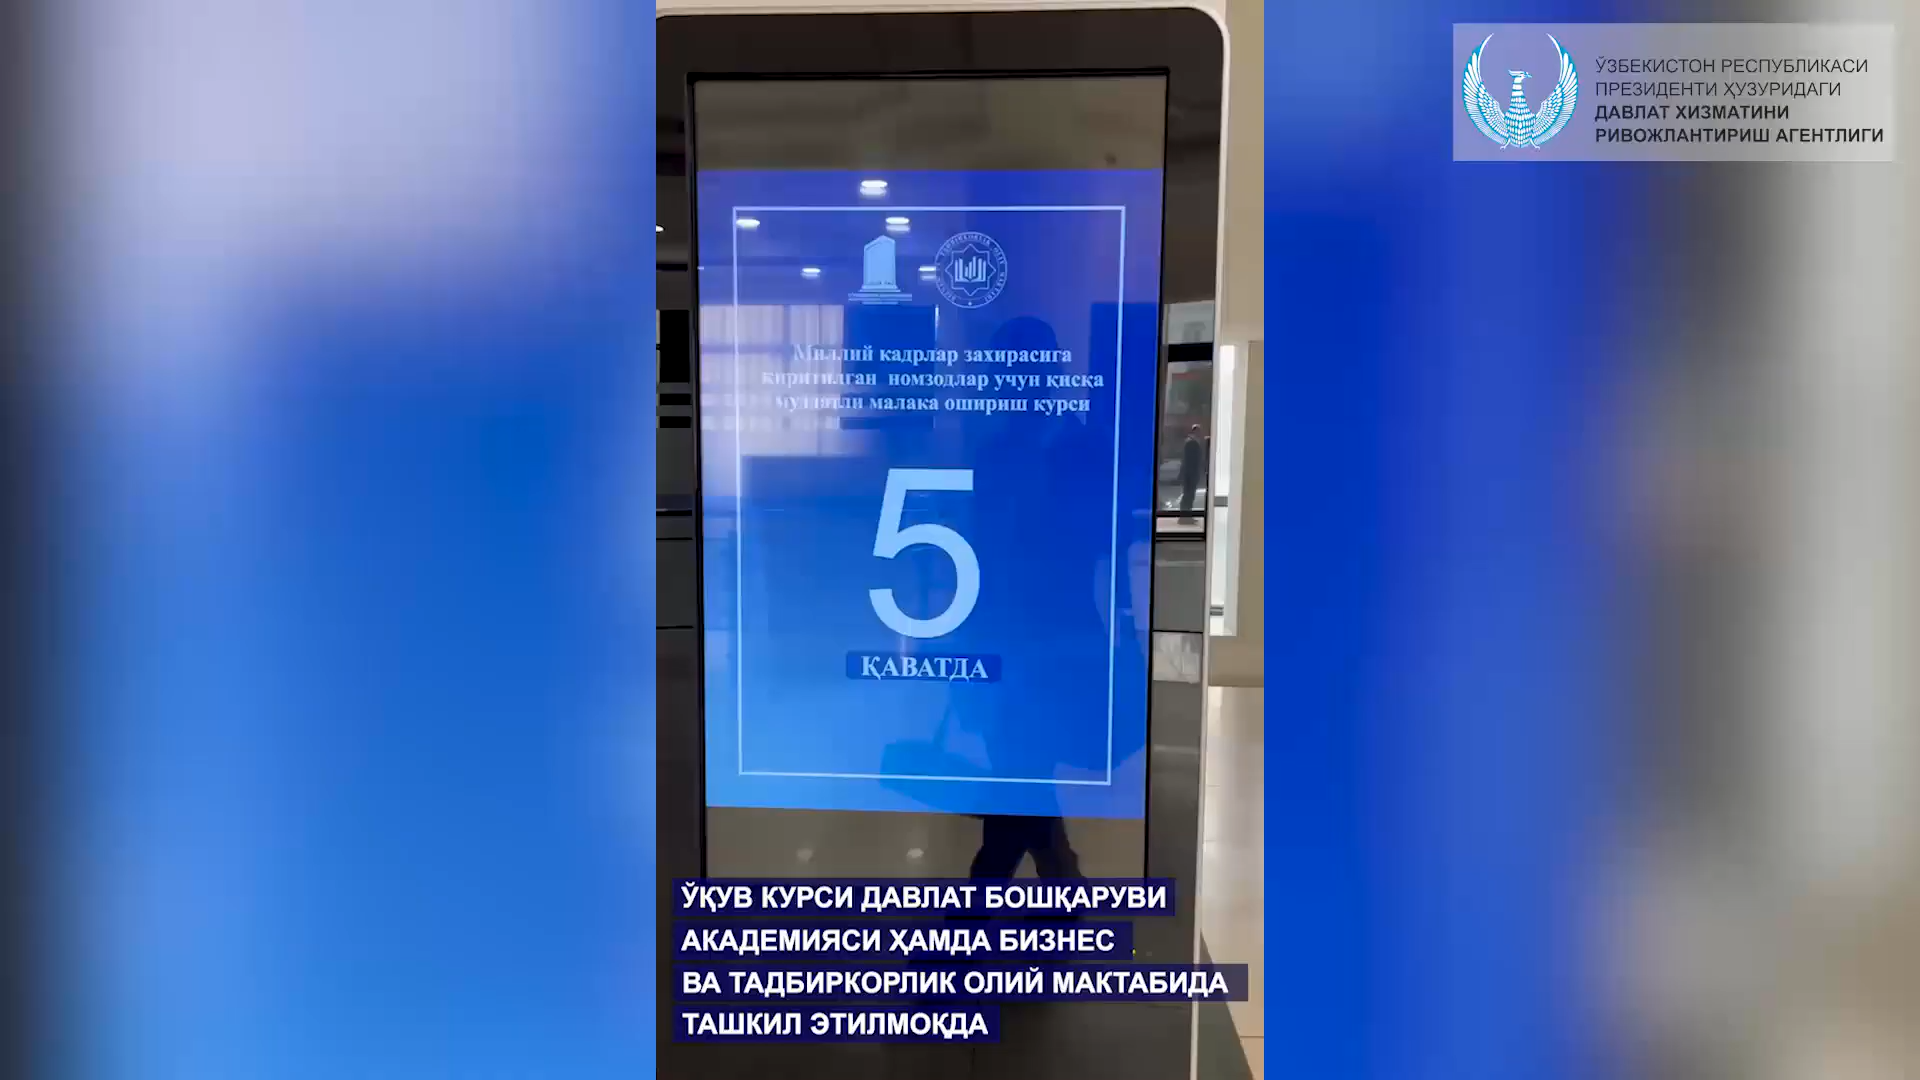 ЎЗБЕКИСТОН РЕСПУБЛИКАСИ
ПРЕЗИДЕНТИ ҲУЗУРИДАГИ
ДАВЛАТ ХИЗМАТИНИ
РИВОЖЛАНТИРИШ АГЕНТЛИГИ
Миллий кадрлар захирасига
киритилган номзодлар учун қисқа
муддатли малака ошириш курси
5
ҚАВАТДА
ЎҚУВ КУРСИ ДАВЛАТ БОШҚАРУВИ
АКАДЕМИЯСИ ҲАМДА БИЗНЕС
ВА ТАДБИРКОРЛИК ОЛИЙ МАКТАБИДА
ТАШКИЛ ЭТИЛМОҚДА